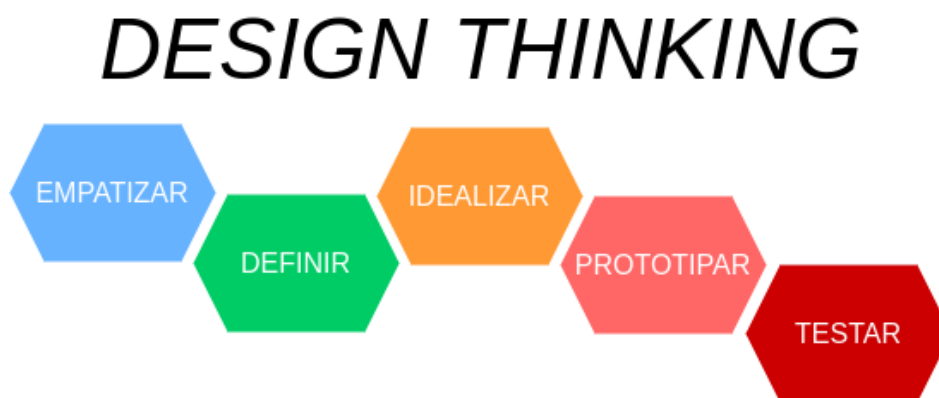 DESIGN THINKING
EMPATIZAR
DEFINIR
IDEALIZAR
PROTOTIPAR
TESTAR